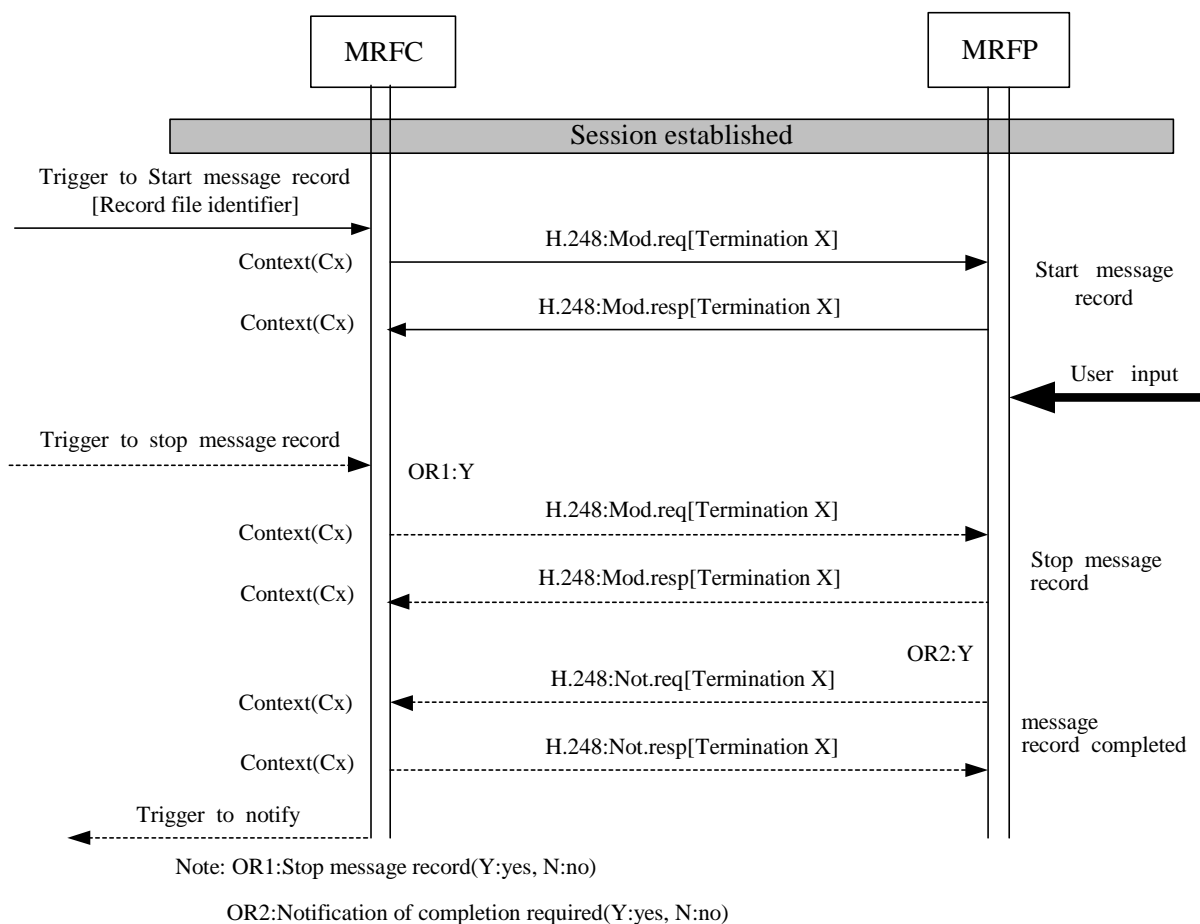 MRFC
MRFP
Session established
Trigger to Start message record
[Record file identifier]
H.248:Mod.req[Termination X]
Context(Cx)
Start message
record
H.248:Mod.resp[Termination X]
Context(Cx)
User input
Trigger to stop message record
OR1:Y
H.248:Mod.req[Termination X]
Context(Cx)
Stop message
record
H.248:Mod.resp[Termination X]
Context(Cx)
OR2:Y
H.248:Not.req[Termination X]
Context(Cx)
message
record completed
H.248:Not.resp[Termination X]
Context(Cx)
Trigger to notify
Note: OR1:Stop message record(Y:yes, N:no)
OR2:Notification of completion required(Y:yes, N:no)